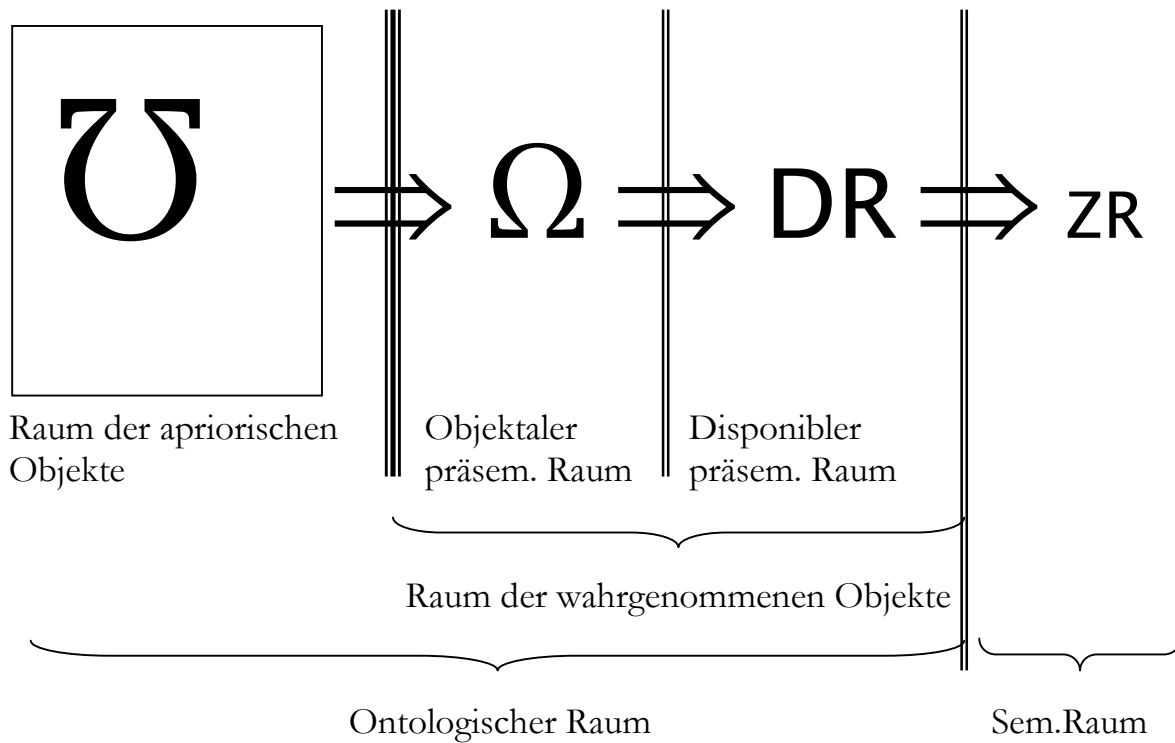 ℧ ⇒ Ω ⇒ DR ⇒ ZR
Raum der apriorischen
Objekte
Objektaler
präsem. Raum
Disponibler
präsem. Raum
Raum der wahrgenommenen Objekte
Ontologischer Raum
Sem.Raum